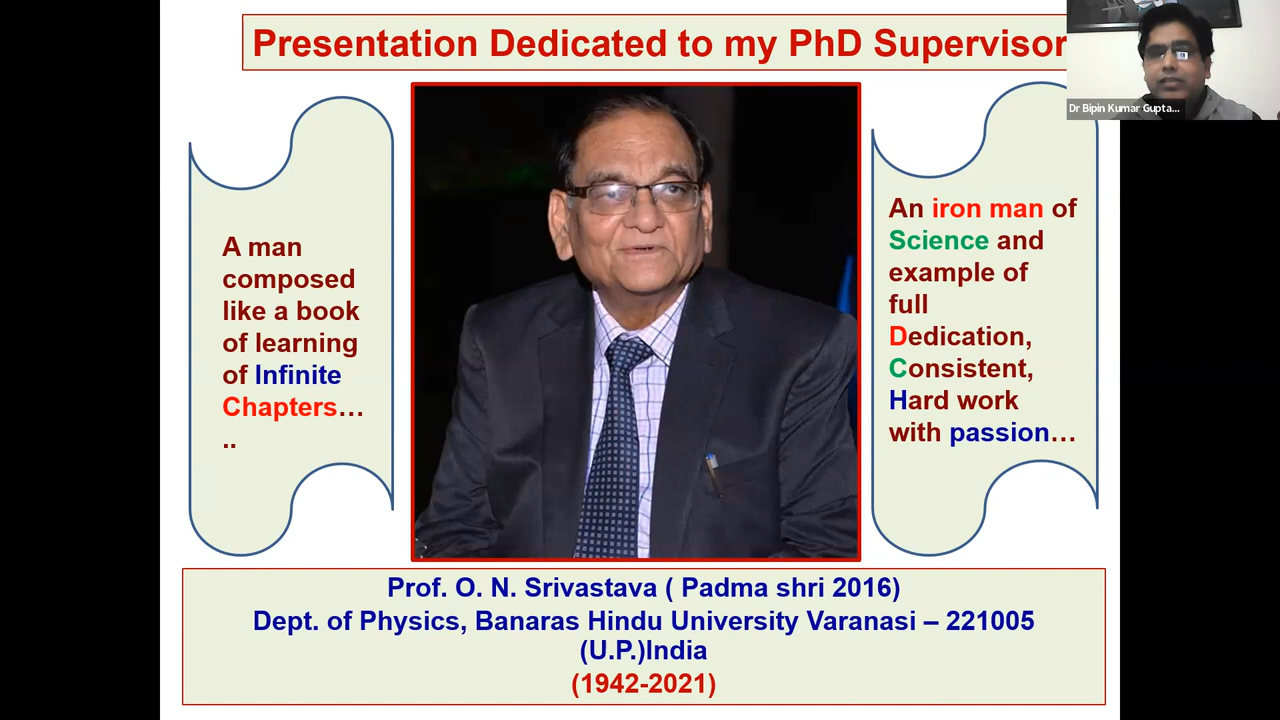 Presentation Dedicated to my PhD Supervisor
Dr Bipin Kumar Gupta...
A man
composed
like a book
of learning
of Infinite
Chapters…
..
An iron man of
Science and
example of
full
Dedication,
Consistent,
Hard work
with passion…
Prof. O. N. Srivastava ( Padma shri 2016)
Dept. of Physics, Banaras Hindu University Varanasi – 221005
(U.P.)India
(1942-2021)